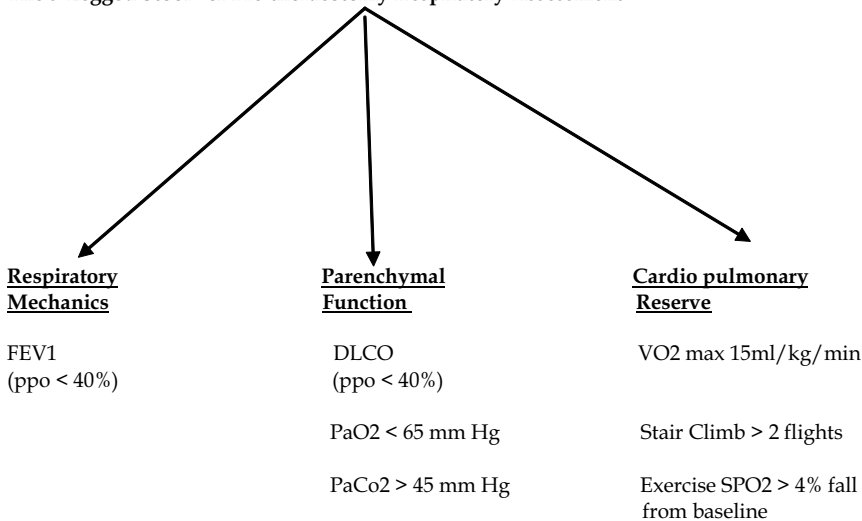 Respiratory
Mechanics
FEV1
(ppo < 40%)
Parenchymal
Function
DLCO
(ppo < 40%)
PaO2 < 65 mm Hg
PaCo2 > 45 mm Hg
Cardio pulmonary
Reserve
VO2 max 15ml/kg/min
Stair Climb > 2 flights
Exercise SPO2 > 4% fall
from baseline